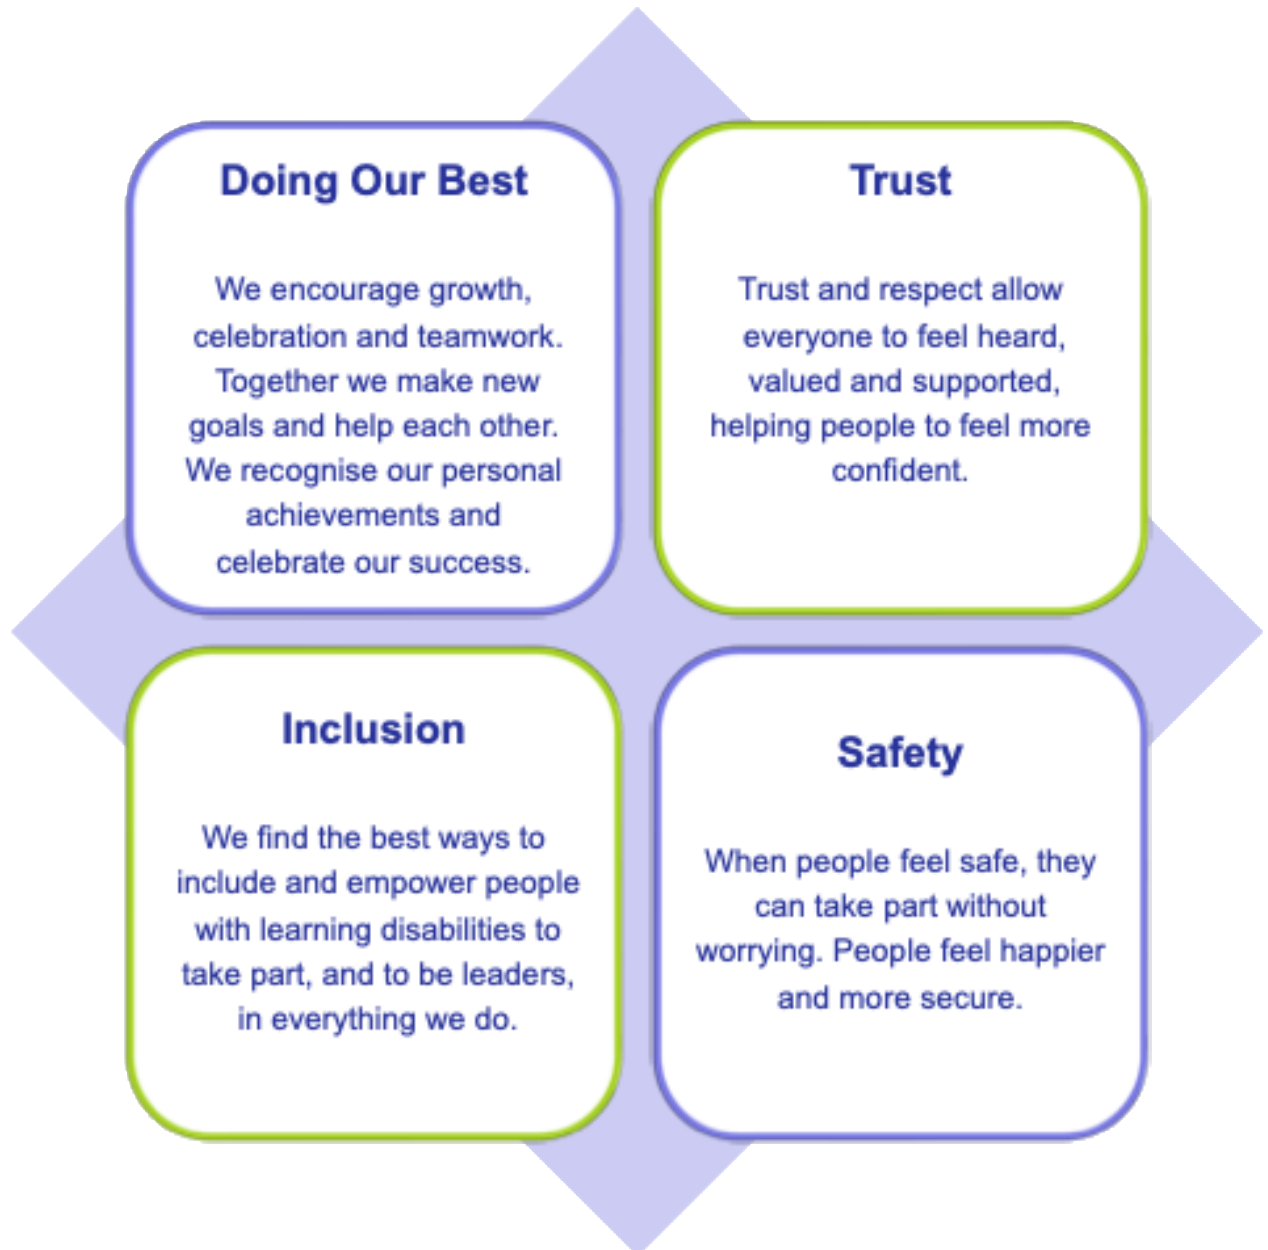 Doing Our Best
We encourage growth,
celebration and teamwork.
Together we make new
goals and help each other.
We recognise our personal
achievements and
celebrate our success.
Trust
Trust and respect allow
everyone to feel heard,
valued and supported,
helping people to feel more
confident.
Inclusion
We find the best ways to
include and empower people
with learning disabilities to
take part, and to be leaders,
in everything we do.
Safety
When people feel safe, they
can take part without
worrying. People feel happier
and more secure.